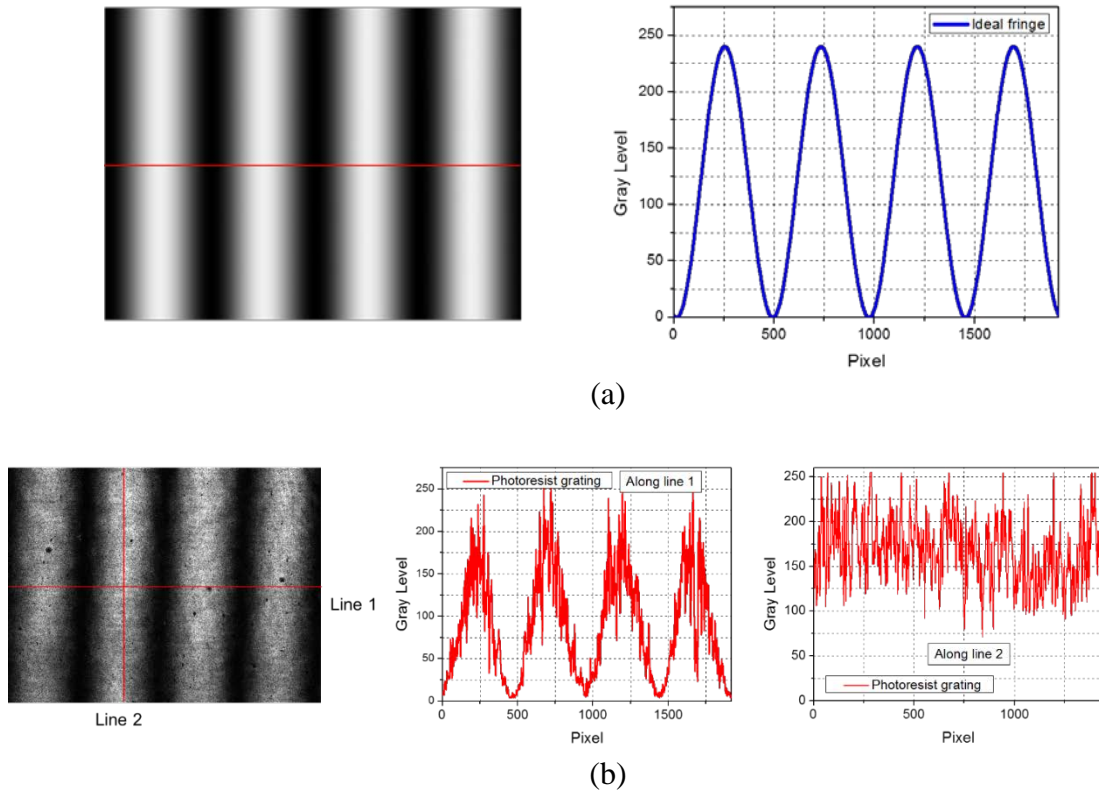 Ideal fringe
250
200
150
100
50
0
Gray Level
0 500 1000 1500
Pixel
(a)
Line 1
Line 2
Photoresist grating
Along line 1
250
200
150
100
50
0
Gray Level
0 500 1000 1500
Pixel
250
200
150
100
50
0
Gray Level
Along line 2
Photoresist grating
0 500 1000
Pixel
(b)